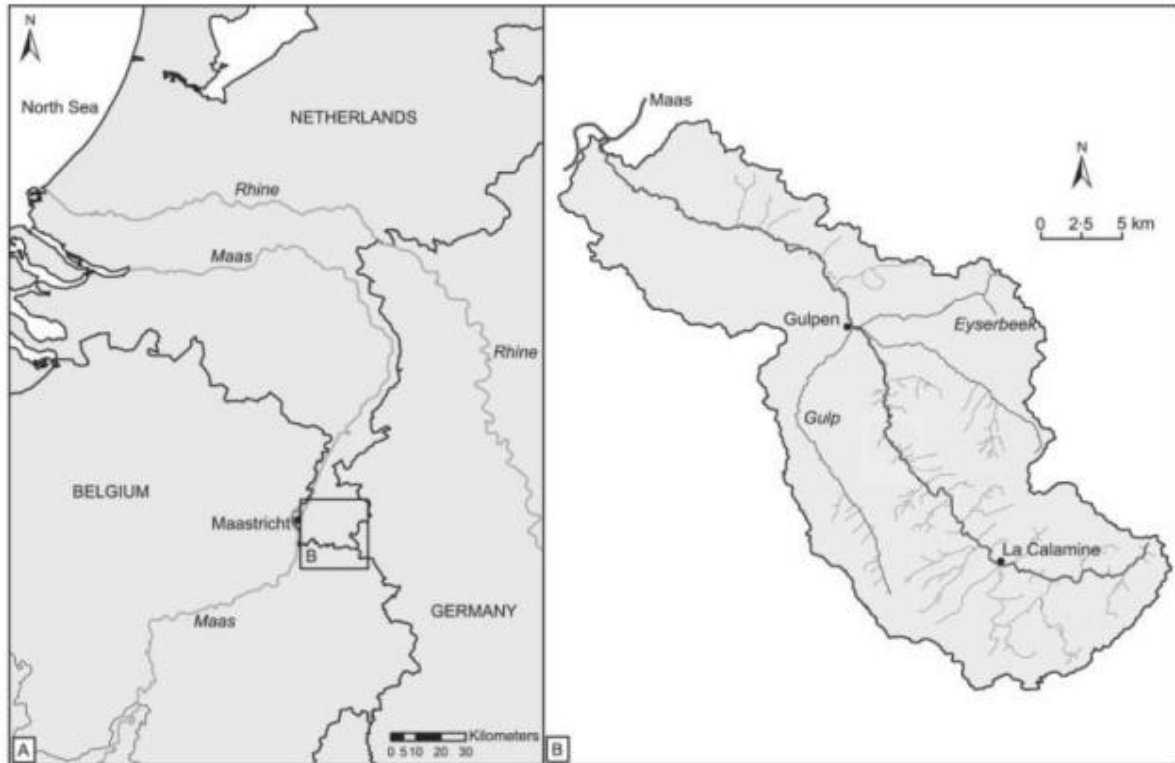 N
North Sea
NETHERLANDS
Rhine
Maas
Rhine
BELGIUM
Maastricht
B
Maas
GERMANY
Kilometers
0 5 10 20 30
A
Maas
N
0 2·5 5 km
Gulpen
Eyserbeek
Gulp
La Calamine
B